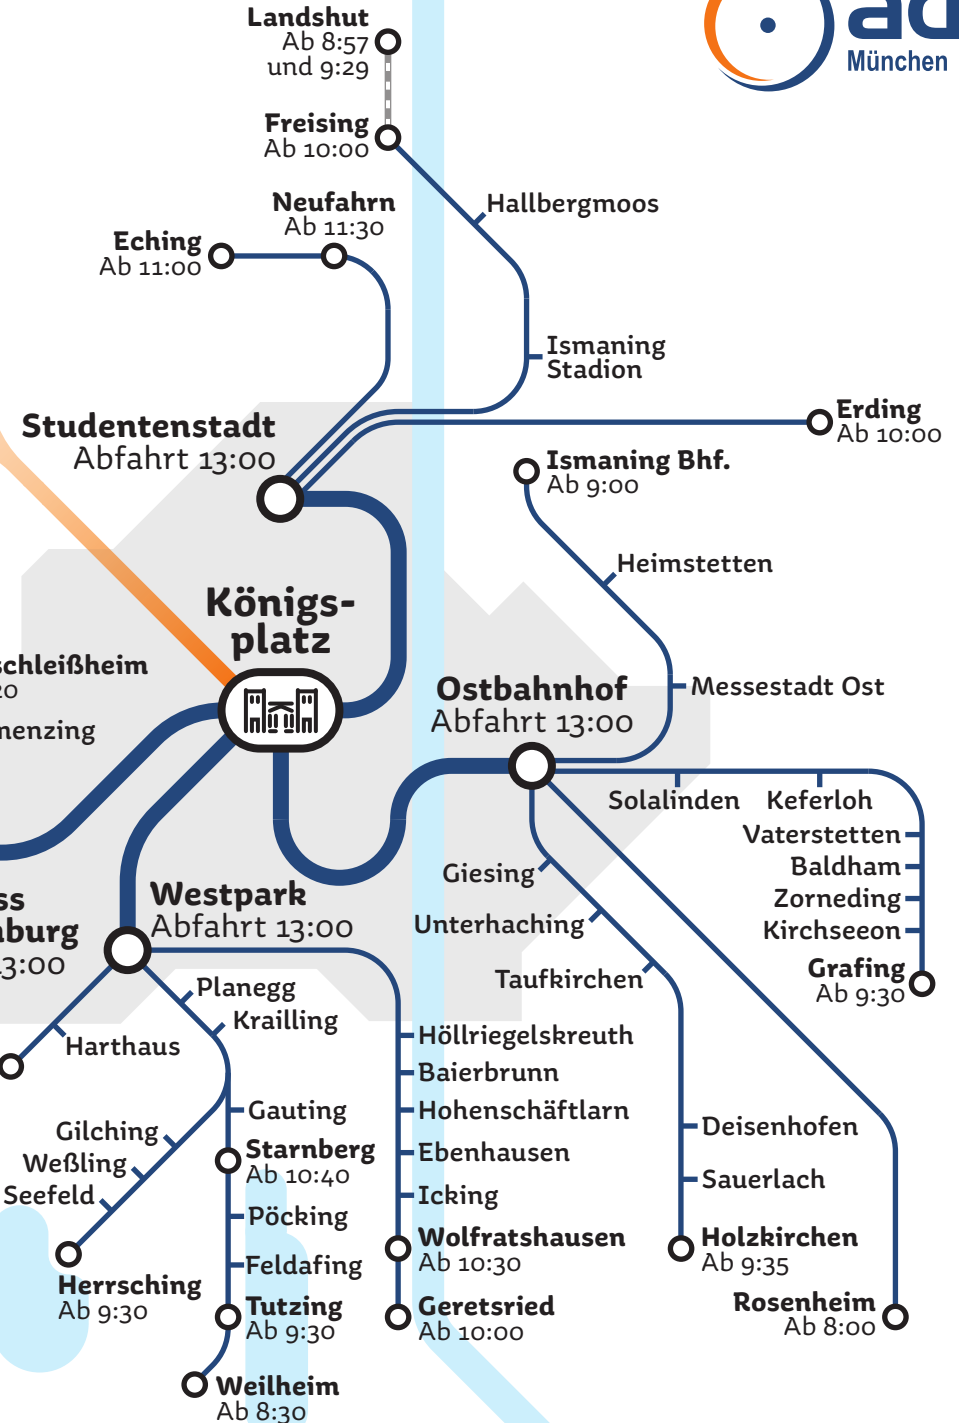 Landshut
Ab 8:57
und 9:29
München
Freising
Ab 10:00
Neufahrn
Ab 11:30
Hallbergmoos
Eching
Ab 11:00
Ismaning
Stadion
Studentenstadt
Abfahrt 13:00
Erding
Ab 10:00
Ismaning Bhf.
Ab 9:00
Heimstetten
Königs-
platz
schleißheim
20
menzing
Ostbahnhof
Abfahrt 13:00
Messestadt Ost
Solalinden
Keferloh
Vaterstetten
Baldham
Zorneding
Kirchseeon
Grafing
Ab 9:30
Giesing
Unterhaching
Taufkirchen
Westpark
Abfahrt 13:00
ss
burg
13:00
Planegg
Krailling
Harthaus
Höllriegelskreuth
Baierbrunn
Hohenschäftlarn
Ebenhausen
Icking
Wolfratshausen
Ab 10:30
Geretsried
Ab 10:00
Gauting
Gilching
Weßling
Seefeld
Starnberg
Ab 10:40
Pöcking
Feldafing
Herrsching
Ab 9:30
Tutzing
Ab 9:30
Weilheim
Ab 8:30
Deisenhofen
Sauerlach
Holzkirchen
Ab 9:35
Rosenheim
Ab 8:00